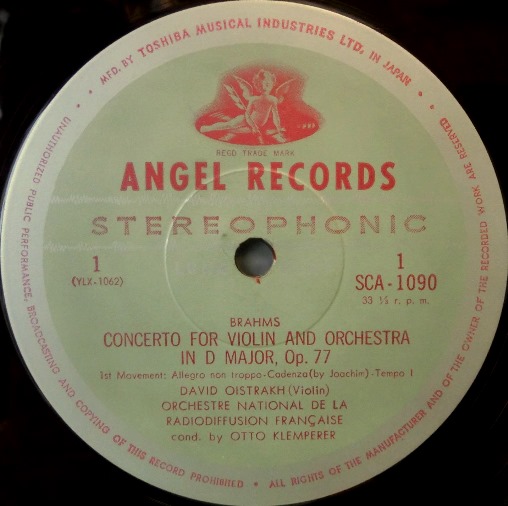 MFD. BY TOSHIBA MUSICAL INDUSTRIES LTD. IN JAPAN
REGD TRADE MARK
ANGEL RECORDS
STEREOPHONIC
1
(YLX-1062)
1
SCA-1090
33 ⅓ r. p. m.
BRAHMS
CONCERTO FOR VIOLIN AND ORCHESTRA
IN D MAJOR, Op. 77
1st Movement: Allegro non troppo-Cadenza(by Joachim)-Tempo I
DAVID OISTRAKH(Violin)
ORCHESTRE NATIONAL DE LA
RADIODIFFUSION FRANÇAISE
cond. by OTTO KLEMPERER
UNAUTHORIZED PUBLIC PERFORMANCE, BROADCASTING AND COPYING OF THIS RECORD PROHIBITED • ALL RIGHTS OF THE MANUFACTURER AND OF THE OWNER OF THE RECORDED WORK ARE RESERVED